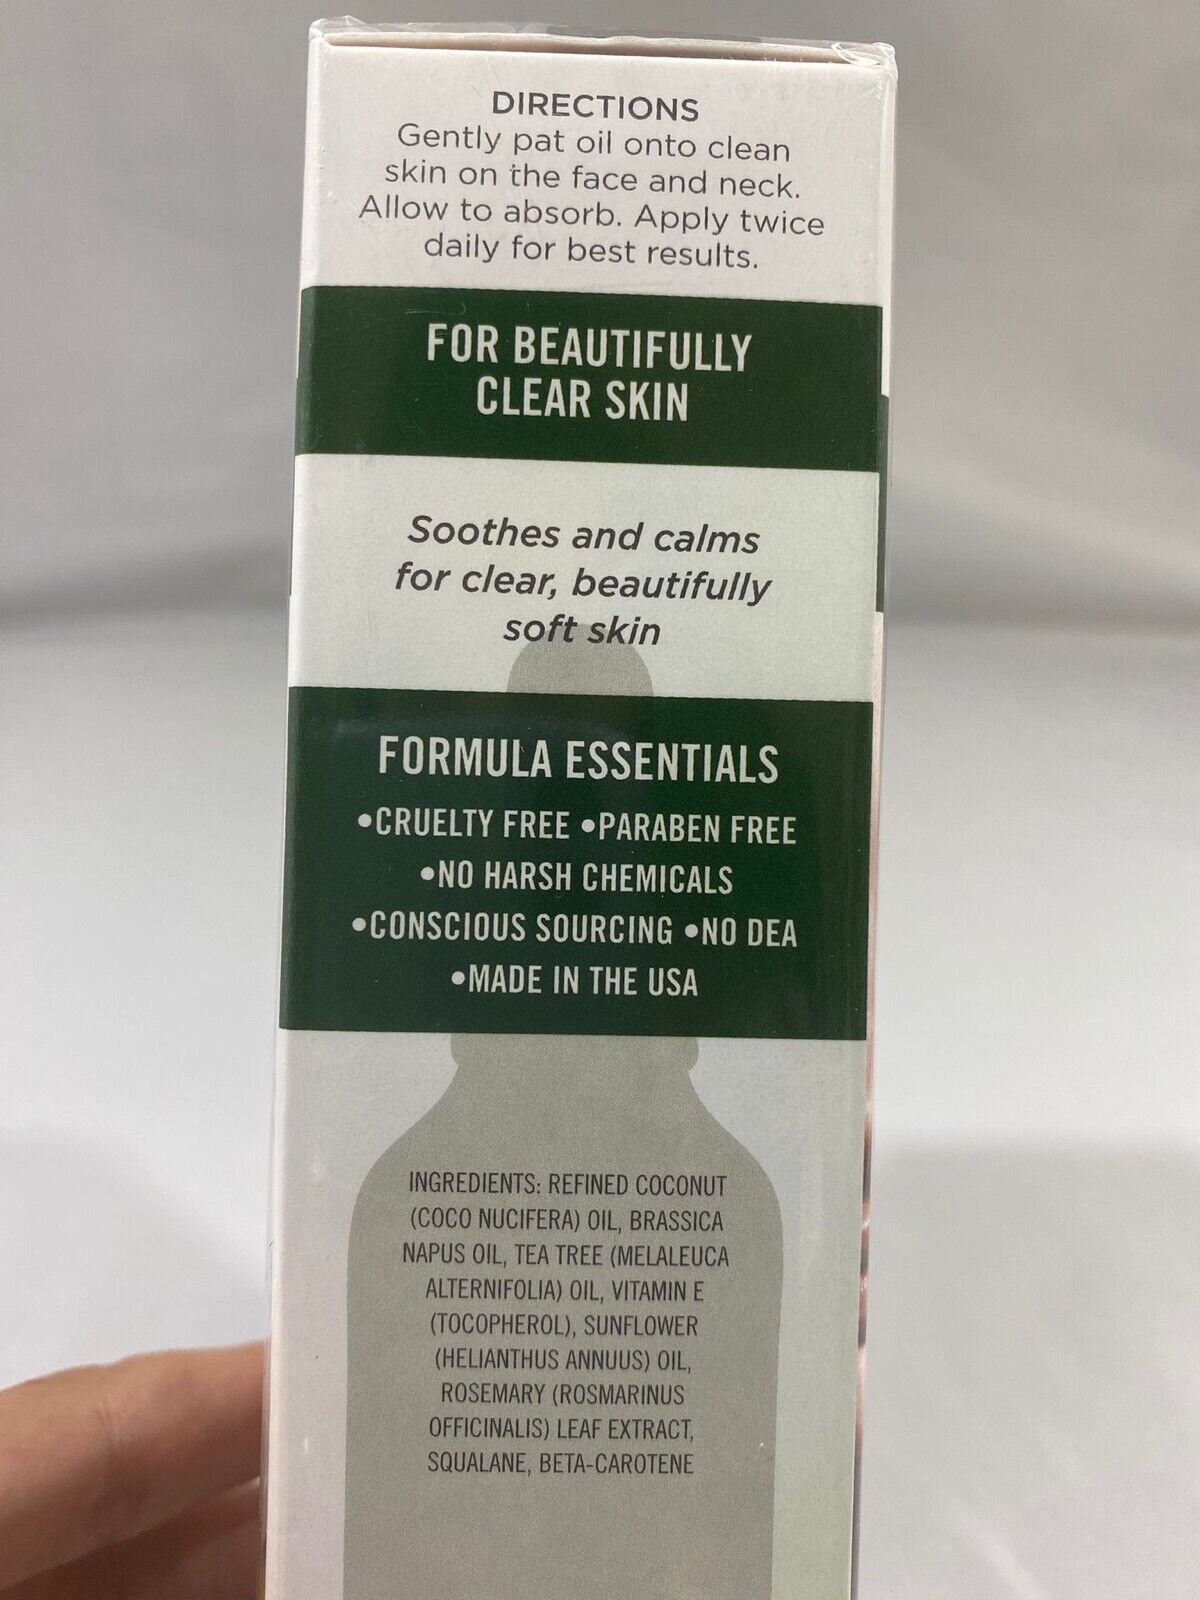 DIRECTIONS
Gently pat oil onto clean
skin on the face and neck.
Allow to absorb. Apply twice
daily for best results.
FOR BEAUTIFULLY
CLEAR SKIN
Soothes and calms
for clear, beautifully
soft skin
FORMULA ESSENTIALS
•CRUELTY FREE •PARABEN FREE
•NO HARSH CHEMICALS
•CONSCIOUS SOURCING •NO DEA
•MADE IN THE USA
INGREDIENTS: REFINED COCONUT
(COCO NUCIFERA) OIL, BRASSICA
NAPUS OIL, TEA TREE (MELALEUCA
ALTERNIFOLIA) OIL, VITAMIN E
(TOCOPHEROL), SUNFLOWER
(HELIANTHUS ANNUUS) OIL,
ROSEMARY (ROSMARINUS
OFFICINALIS) LEAF EXTRACT,
SQUALANE, BETA-CAROTENE